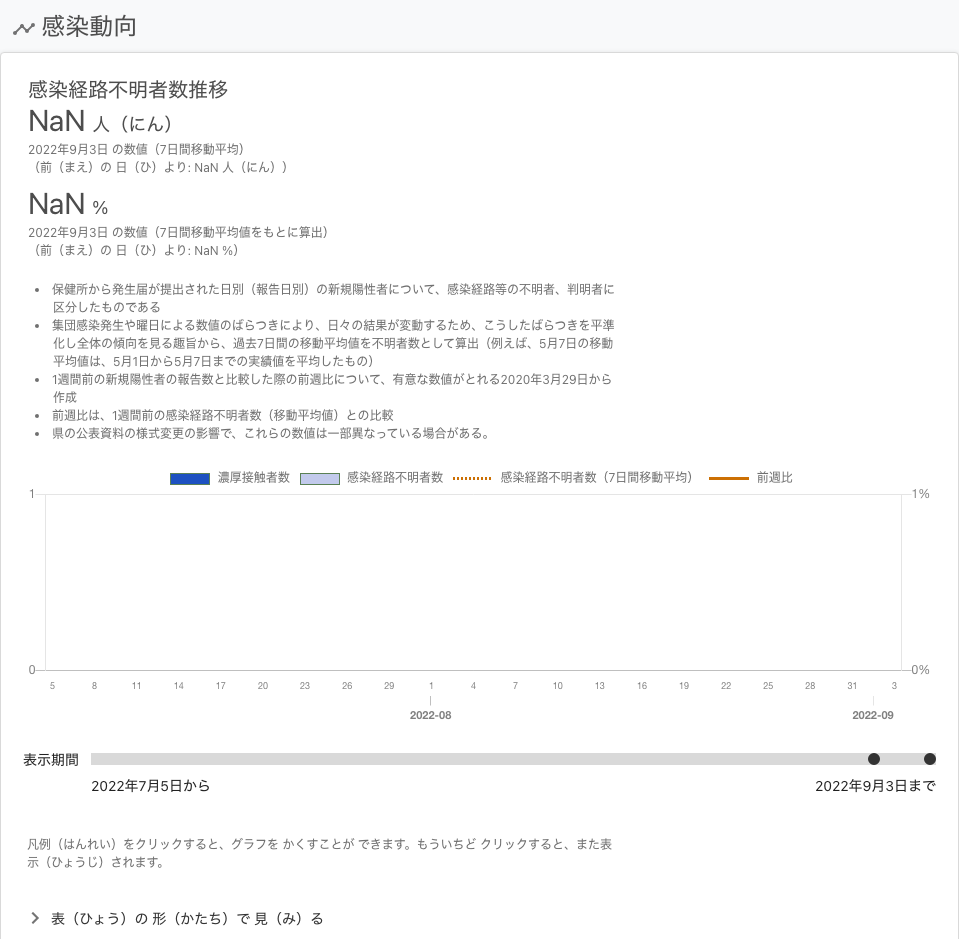 感染動向
感染経路不明者数推移
NaN 人（にん）
2022年9月3日 の数値（7日間移動平均）
（前（まえ）の 日（ひ）より: NaN 人（にん））
NaN %
2022年9月3日 の数値（7日間移動平均値をもとに算出）
（前（まえ）の 日（ひ）より: NaN %）
• 保健所から発生届が提出された日別（報告日別）の新規陽性者について、感染経路等の不明者、判明者に
区分したものである
• 集団感染発生や曜日による数値のばらつきにより、日々の結果が変動するため、こうしたばらつきを平準
化し全体の傾向を見る趣旨から、過去7日間の移動平均値を不明者数として算出（例えば、5月7日の移動
平均値は、5月1日から5月7日までの実績値を平均したもの）
• 1週間前の新規陽性者の報告数と比較した際の前週比について、有意な数値がとれる2020年3月29日から
作成
• 前週比は、1週間前の感染経路不明者数（移動平均値）との比較
• 県の公表資料の様式変更の影響で、これらの数値は一部異なっている場合がある。
濃厚接触者数 感染経路不明者数 感染経路不明者数（7日間移動平均） 前週比
1 1%
0 0%
5 8 11 14 17 20 23 26 29 1 4 7 10 13 16 19 22 25 28 31 3
2022-08 2022-09
表示期間
2022年7月5日から 2022年9月3日まで
凡例（はんれい）をクリックすると、グラフを かくすことが できます。もういちど クリックすると、また表
示（ひょうじ）されます。
表（ひょう）の 形（かたち）で 見（み）る